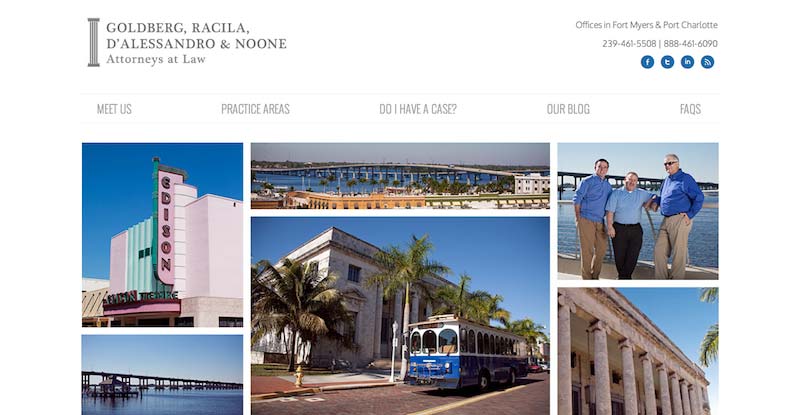 GOLDBERG, RACILA,
D'ALESSANDRO & NOONE
Attorneys at Law
Offices in Fort Myers & Port Charlotte
239-461-5508 | 888-461-6090
MEET US
PRACTICE AREAS
DO I HAVE A CASE?
OUR BLOG
FAQS
EDISON
EDISON THEATRE